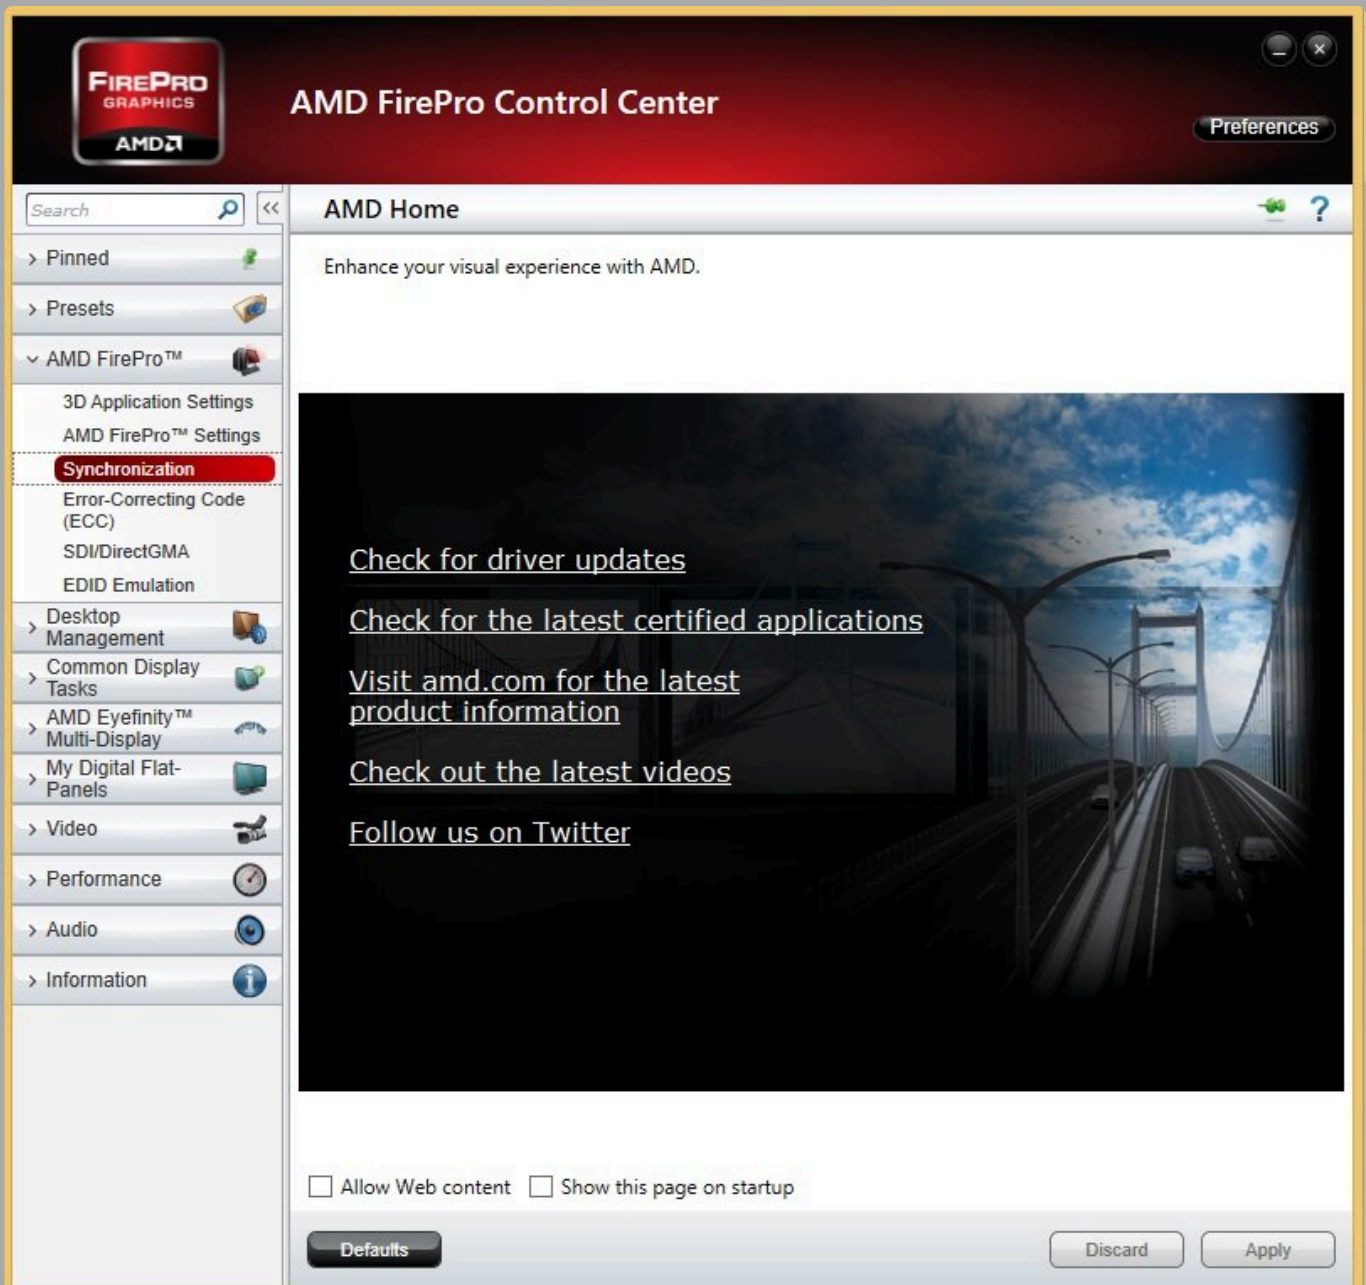 FIREPRO
GRAPHICS
AMD
AMD FirePro Control Center
Preferences
Search
<<
AMD Home
?
> Pinned
Enhance your visual experience with AMD.
> Presets
AMD FirePro™
3D Application Settings
AMD FirePro™ Settings
Synchronization
Error-Correcting Code
(ECC)
SDI/DirectGMA
EDID Emulation
> Desktop
Management
> Common Display
Tasks
> AMD Eyefinity™
Multi-Display
> My Digital Flat-
Panels
> Video
> Performance
> Audio
> Information
Check for driver updates
Check for the latest certified applications
Visit amd.com for the latest
product information
Check out the latest videos
Follow us on Twitter
Allow Web content
Show this page on startup
Defaults
Discard
Apply